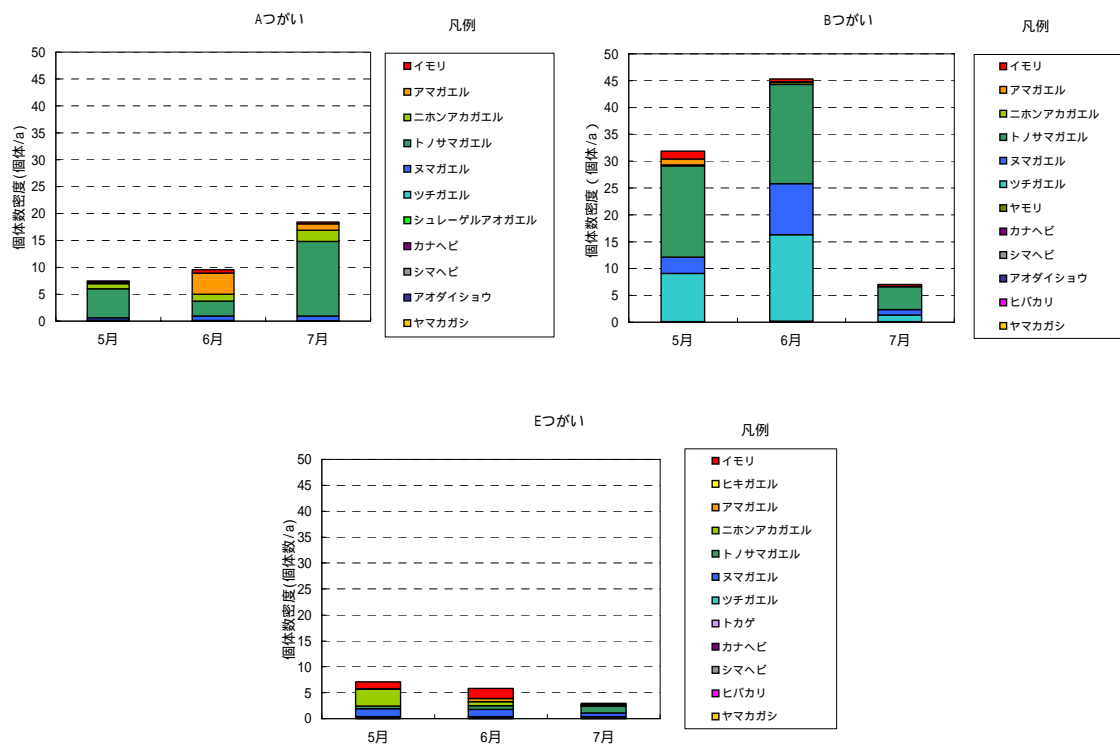 Aつがい
凡例
個体数密度(個体/a)
50
45
40
35
30
25
20
15
10
5
0
5月
6月
7月
イモリ
アマガエル
ニホンアカガエル
トノサマガエル
ヌマガエル
ツチガエル
シュレーゲルアオガエル
カナヘビ
シマヘビ
アオダイショウ
ヤマカガシ
Bつがい
凡例
個体数密度(個体/a)
50
45
40
35
30
25
20
15
10
5
0
5月
6月
7月
イモリ
アマガエル
ニホンアカガエル
トノサマガエル
ヌマガエル
ツチガエル
ヤモリ
カナヘビ
シマヘビ
アオダイショウ
ヒバカリ
ヤマカガシ
Eつがい
凡例
個体数密度(個体数/a)
50
45
40
35
30
25
20
15
10
5
0
5月
6月
7月
イモリ
ヒキガエル
アマガエル
ニホンアカガエル
トノサマガエル
ヌマガエル
ツチガエル
トカゲ
カナヘビ
シマヘビ
ヒバカリ
ヤマカガシ